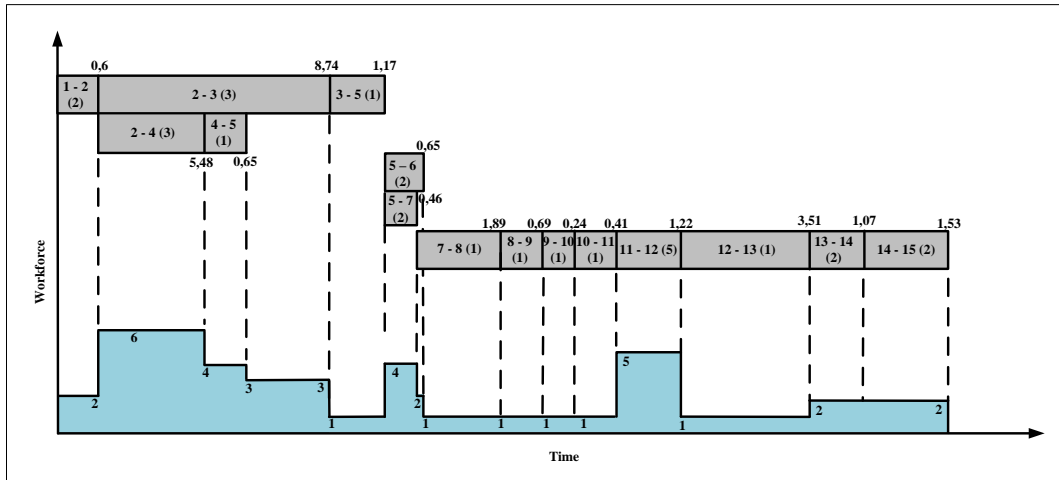 0,6
8,74
1,17
1 - 2
(2)
2 - 3 (3)
3 - 5 (1)
2 - 4 (3)
4 - 5
(1)
5,48
0,65
0,65
5 – 6
(2)
5 - 7
(2)
0,46
1,89
0,69
0,24
0,41
1,22
3,51
1,07
1,53
7 - 8 (1)
8 - 9
(1)
9 - 10
(1)
10 - 11
(1)
11 - 12 (5)
12 - 13 (1)
13 - 14
(2)
14 - 15 (2)
Workforce
2
6
4
3
3
1
4
2
1
1
1
1
5
1
2
2
Time